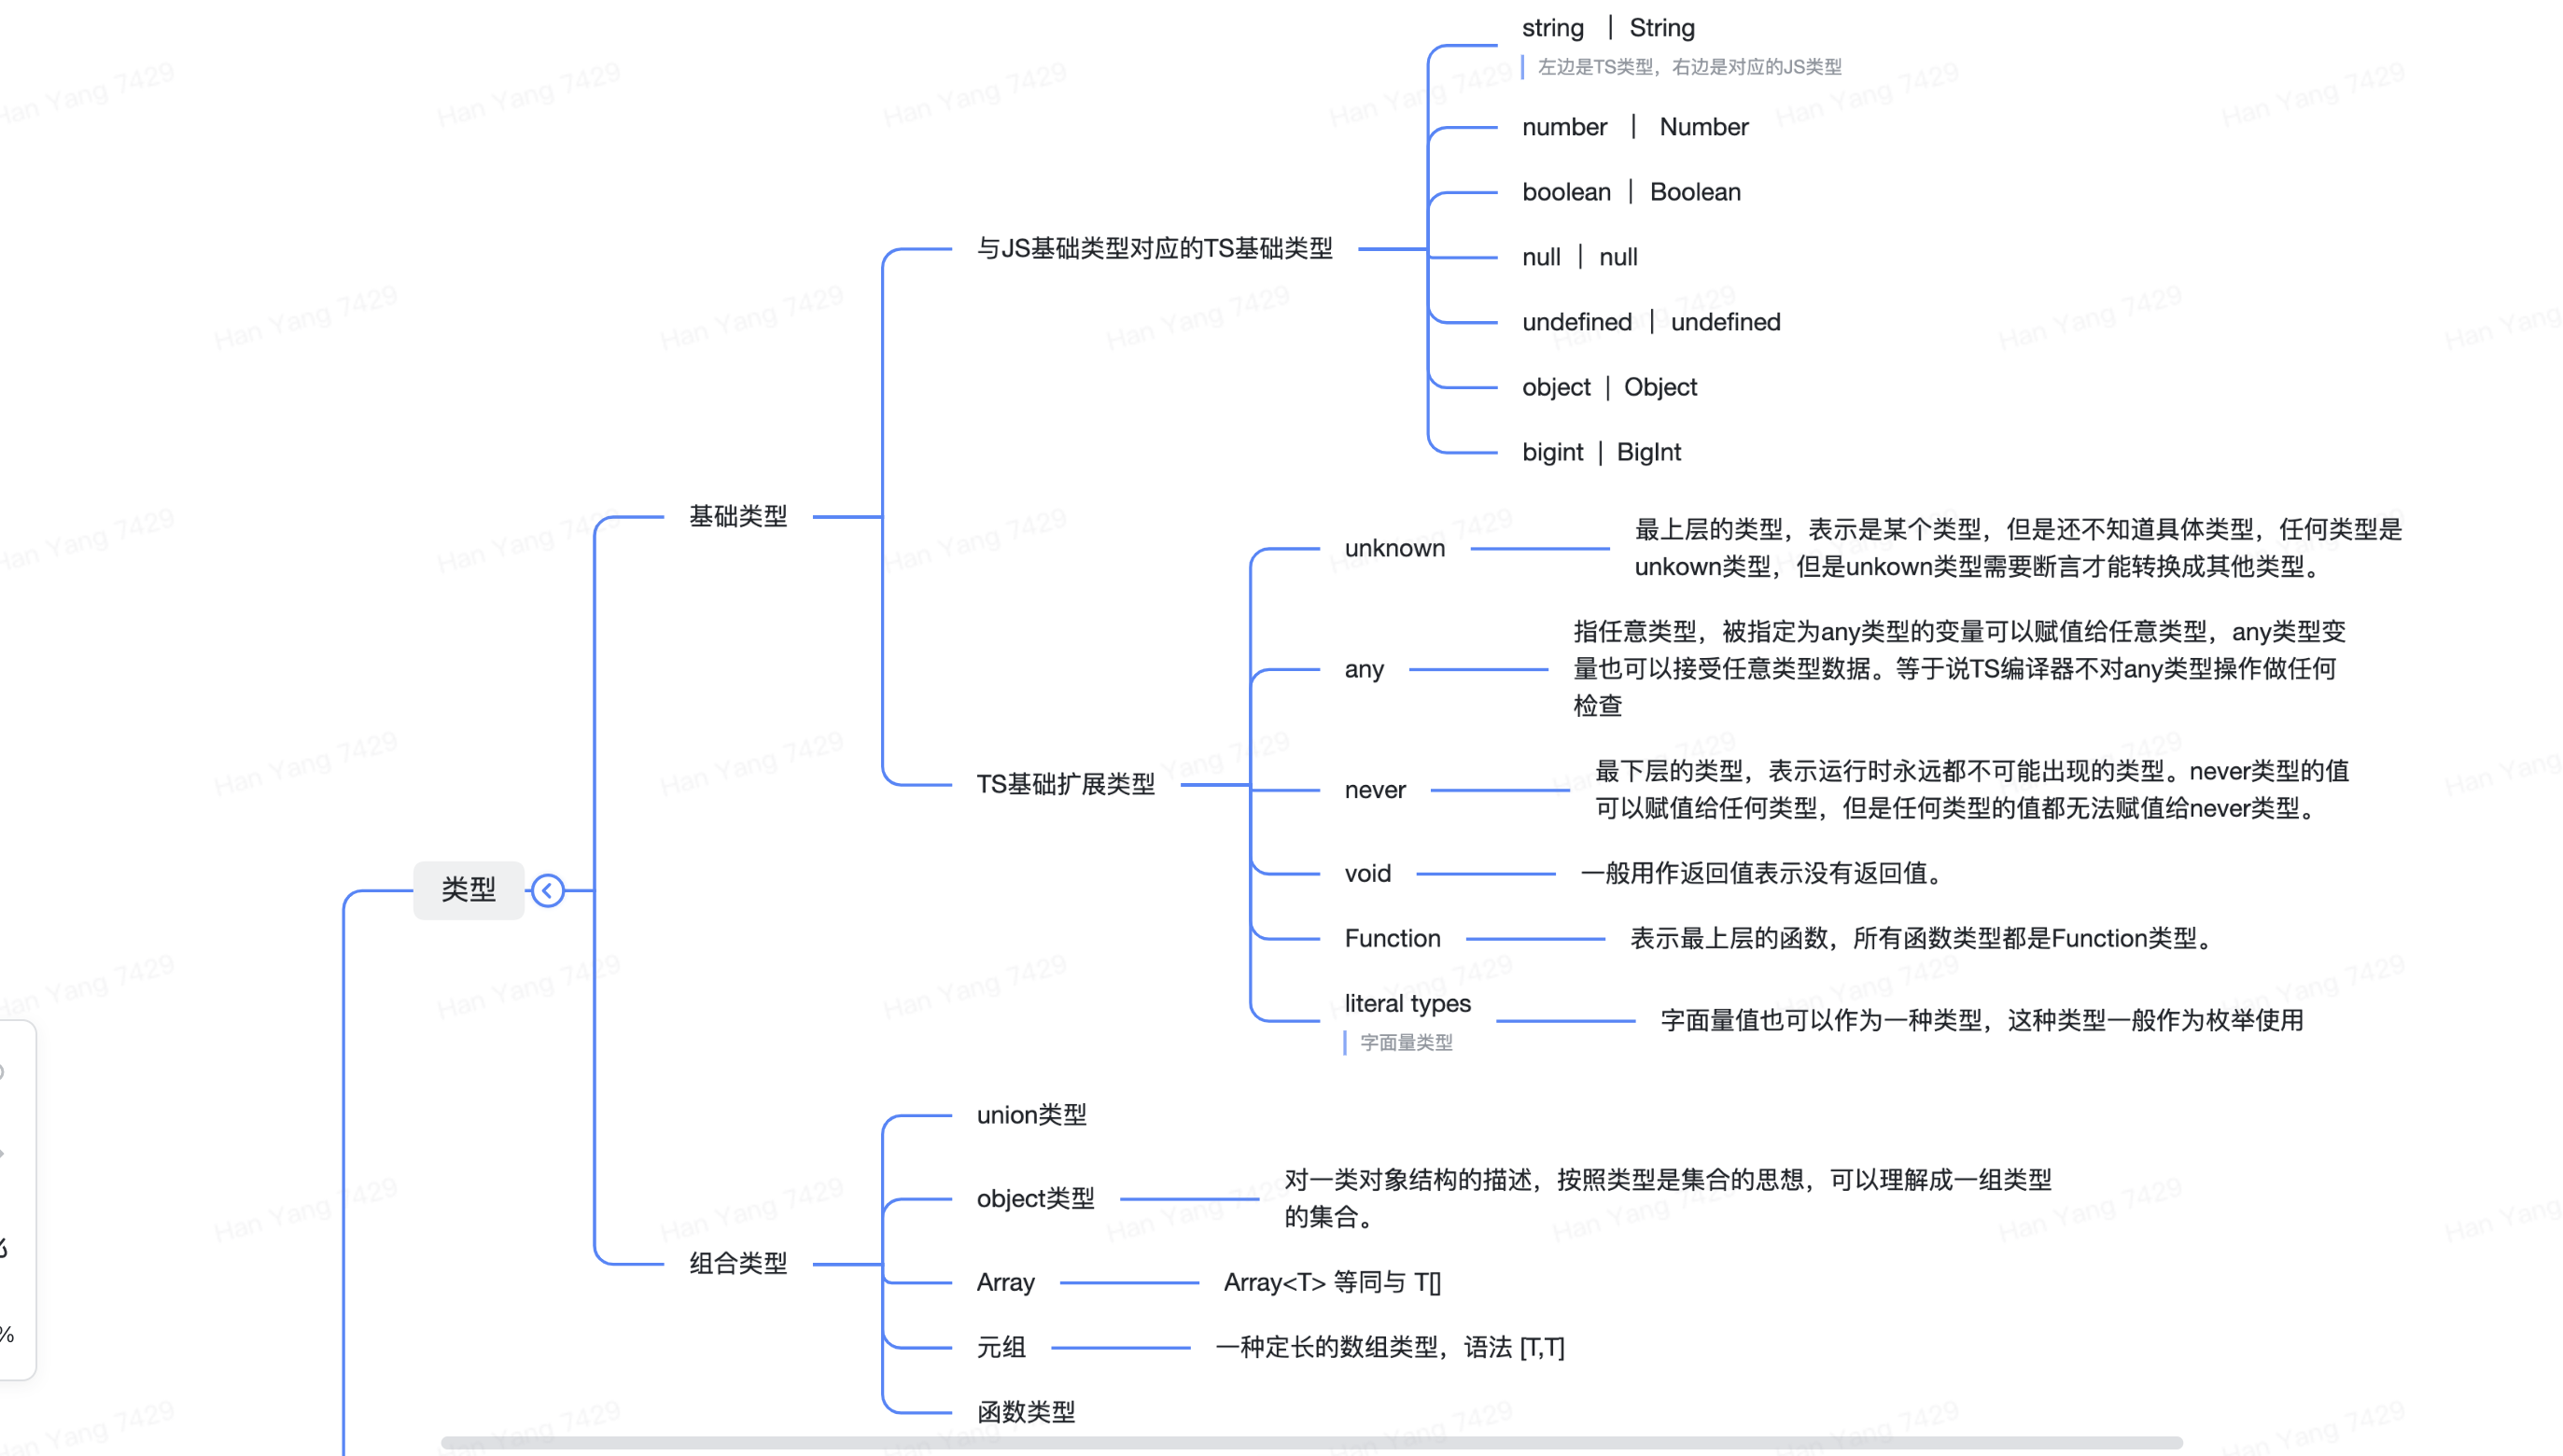 string | String
左边是TS类型，右边是对应的JS类型
number | Number
boolean | Boolean
与JS基础类型对应的TS基础类型
null | null
undefined | undefined
object | Object
bigint | BigInt
基础类型
unknown
最上层的类型，表示是某个类型，但是还不知道具体类型，任何类型是
unkown类型，但是unkown类型需要断言才能转换成其他类型。
any
指任意类型，被指定为any类型的变量可以赋值给任意类型，any类型变
量也可以接受任意类型数据。等于说TS编译器不对any类型操作做任何
检查
TS基础扩展类型
never
最下层的类型，表示运行时永远都不可能出现的类型。never类型的值
可以赋值给任何类型，但是任何类型的值都无法赋值给never类型。
void
一般用作返回值表示没有返回值。
类型
Function
表示最上层的函数，所有函数类型都是Function类型。
literal types
字面量类型
字面量值也可以作为一种类型，这种类型一般作为枚举使用
union类型
object类型
对一类对象结构的描述，按照类型是集合的思想，可以理解成一组类型
的集合。
组合类型
Array
Array<T> 等同与 T[]
元组
一种定长的数组类型，语法 [T,T]
函数类型
%
Han Yang 7429